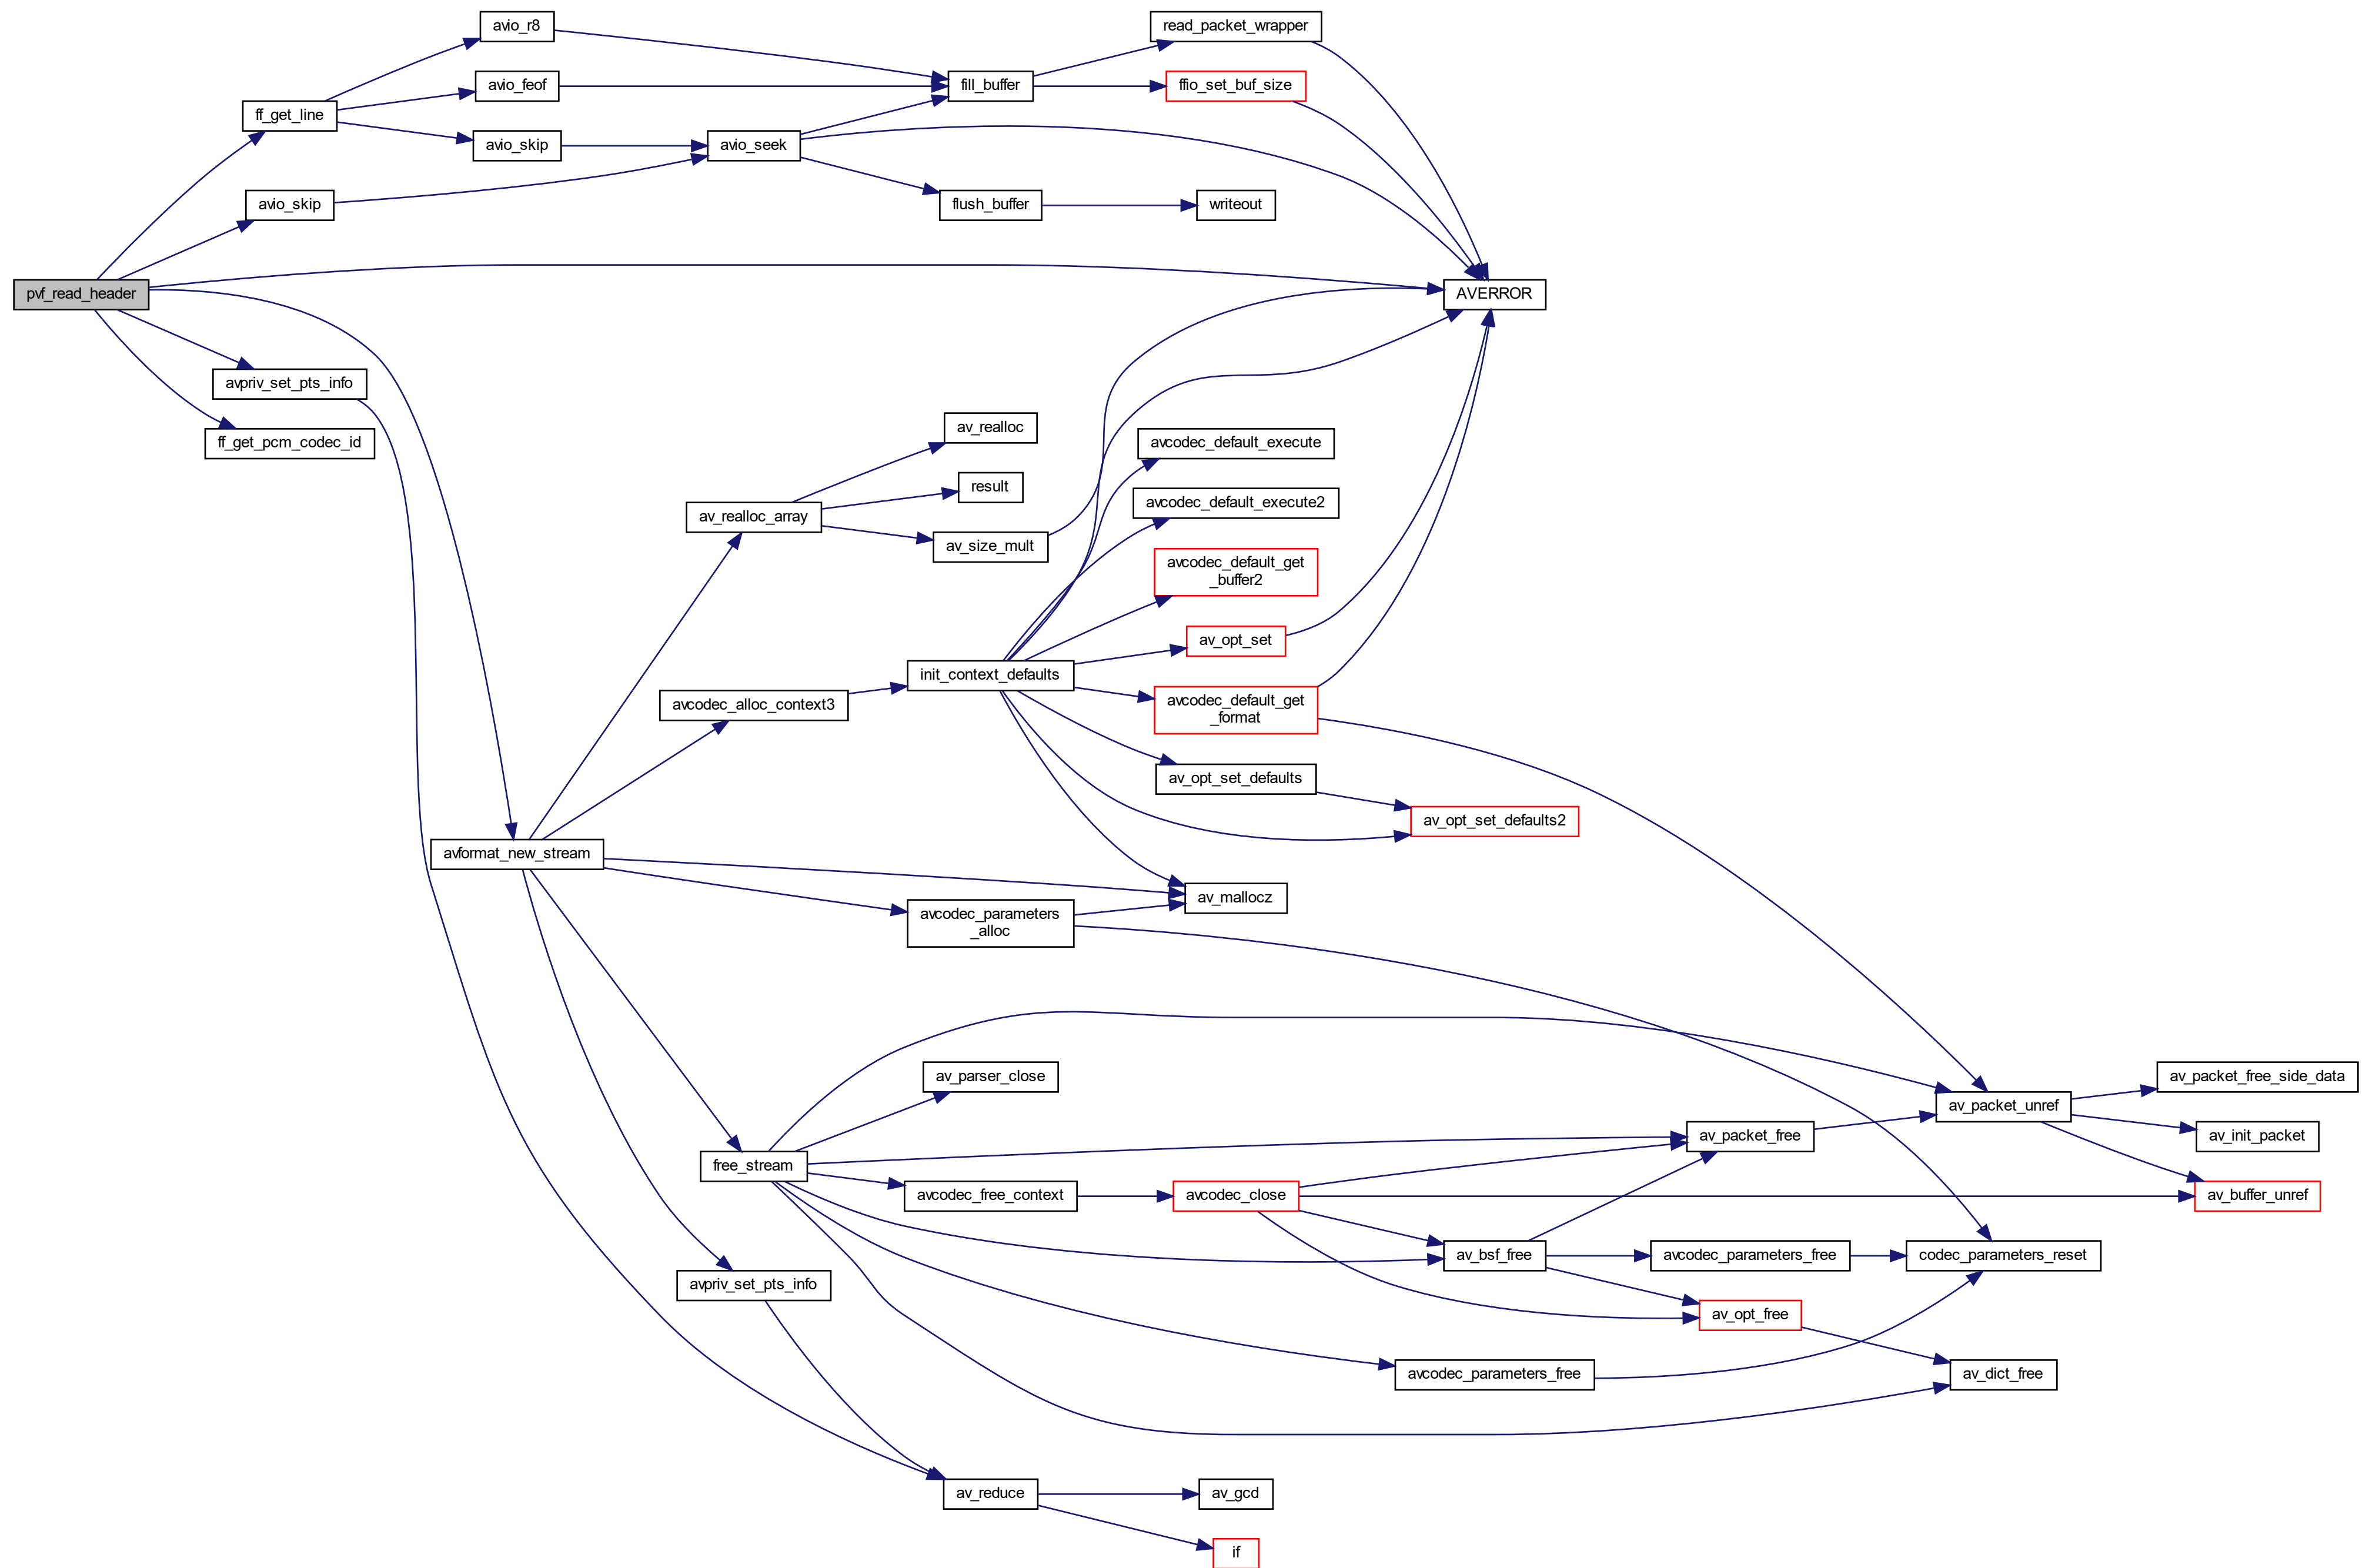 avio_r8
read_packet_wrapper
avio_feof
fill_buffer
ffio_set_buf_size
ff_get_line
avio_skip
avio_seek
avio_skip
flush_buffer
writeout
pvf_read_header
AVERROR
avpriv_set_pts_info
ff_get_pcm_codec_id
av_realloc
avcodec_default_execute
result
av_realloc_array
avcodec_default_execute2
av_size_mult
avcodec_default_get
_buffer2
av_opt_set
init_context_defaults
avcodec_alloc_context3
avcodec_default_get
_format
av_opt_set_defaults
av_opt_set_defaults2
avformat_new_stream
av_mallocz
avcodec_parameters
_alloc
av_parser_close
av_packet_free_side_data
av_packet_unref
av_packet_free
av_init_packet
free_stream
avcodec_free_context
avcodec_close
av_buffer_unref
av_bsf_free
avcodec_parameters_free
codec_parameters_reset
avpriv_set_pts_info
av_opt_free
avcodec_parameters_free
av_dict_free
av_reduce
av_gcd
if